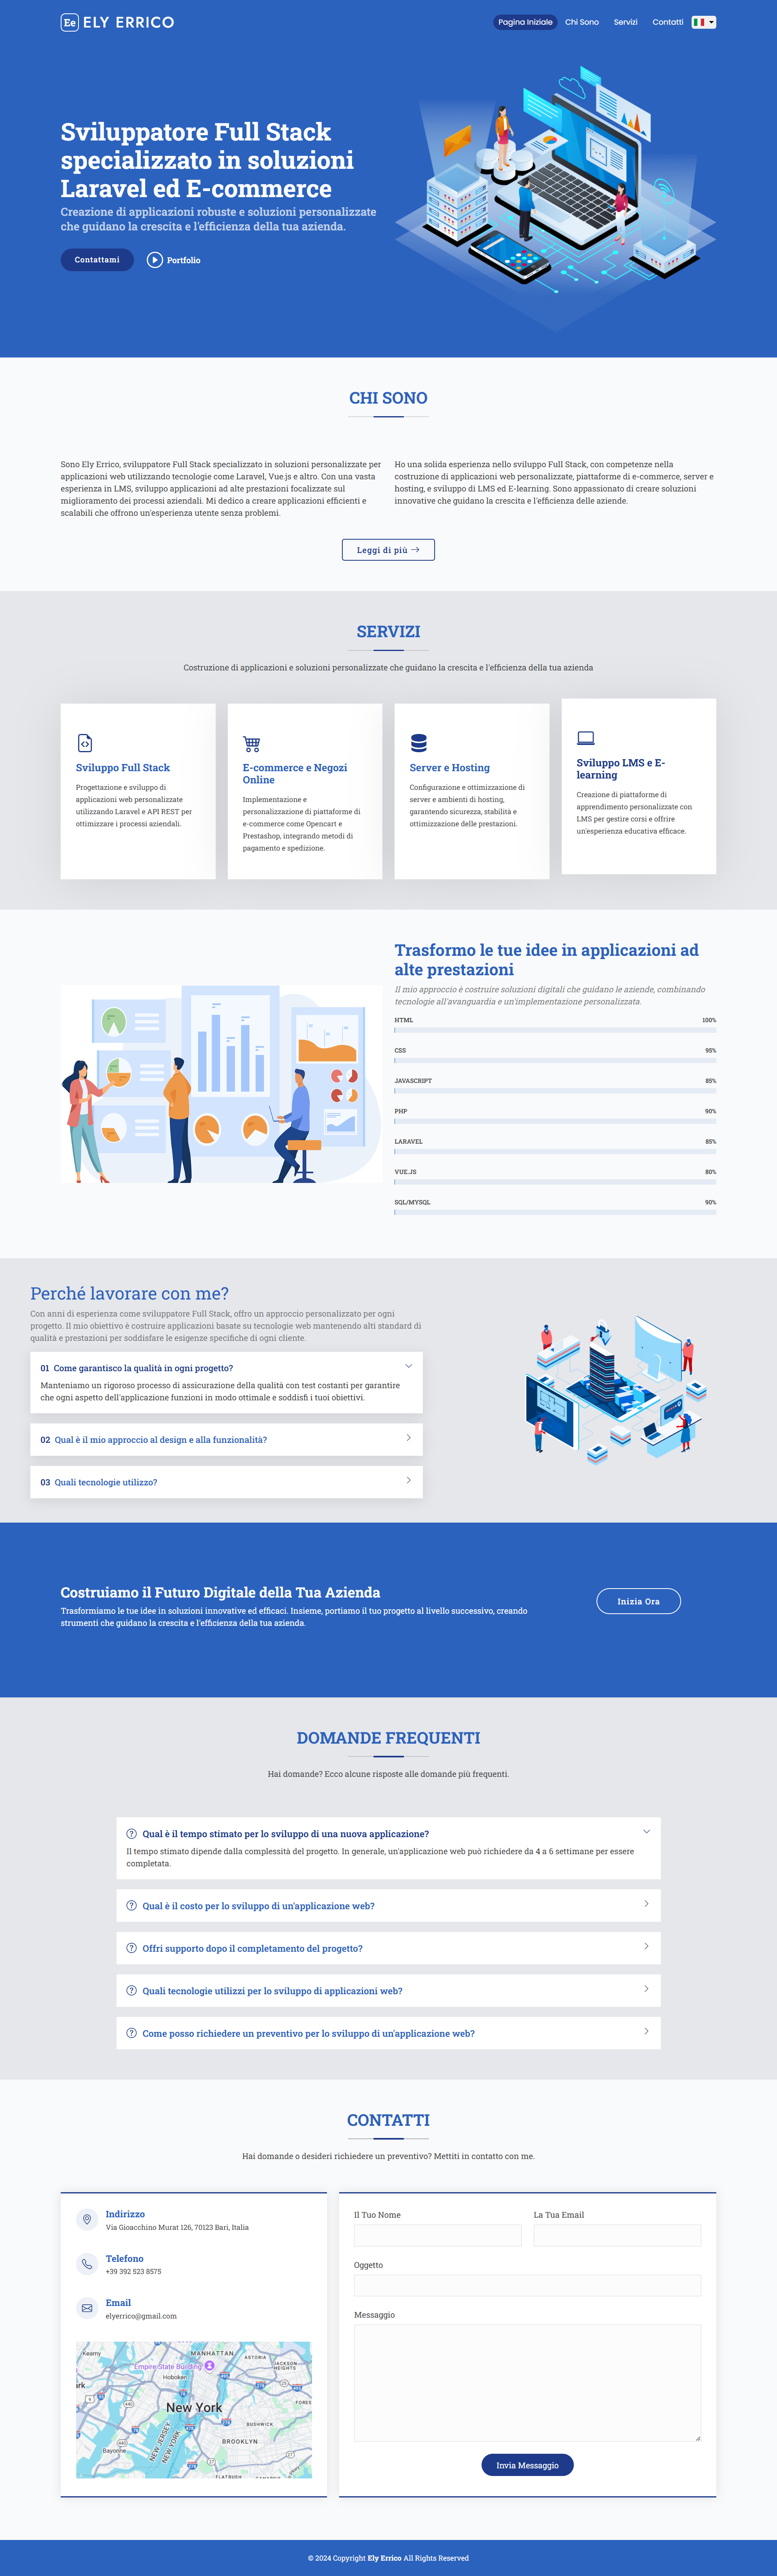 Ee ELY ERRICO
Pagina Iniziale
Chi Sono
Servizi
Contatti
Sviluppatore Full Stack
specializzato in soluzioni
Laravel ed E-commerce
Creazione di applicazioni robuste e soluzioni personalizzate
che guidano la crescita e l'efficienza della tua azienda.
Contattami
Portfolio
CHI SONO
Sono Ely Errico, sviluppatore Full Stack specializzato in soluzioni personalizzate per
applicazioni web utilizzando tecnologie come Laravel, Vue.js e altro. Con una vasta
esperienza in LMS, sviluppo applicazioni ad alte prestazioni focalizzate sul
miglioramento dei processi aziendali. Mi dedico a creare applicazioni efficienti e
scalabili che offrono un'esperienza utente senza problemi.
Ho una solida esperienza nello sviluppo Full Stack, con competenze nella
costruzione di applicazioni web personalizzate, piattaforme di e-commerce, server e
hosting, e sviluppo di LMS ed E-learning. Sono appassionato di creare soluzioni
innovative che guidano la crescita e l'efficienza delle aziende.
Leggi di più
SERVIZI
Costruzione di applicazioni e soluzioni personalizzate che guidano la crescita e l'efficienza della tua azienda
Sviluppo Full Stack
Progettazione e sviluppo di
applicazioni web personalizzate
utilizzando Laravel e API REST per
ottimizzare i processi aziendali.
E-commerce e Negozi
Online
Implementazione e
personalizzazione di piattaforme di
e-commerce come Opencart e
Prestashop, integrando metodi di
pagamento e spedizione.
Server e Hosting
Configurazione e ottimizzazione di
server e ambienti di hosting,
garantendo sicurezza, stabilità e
ottimizzazione delle prestazioni.
Sviluppo LMS e E-
learning
Creazione di piattaforme di
apprendimento personalizzate con
LMS per gestire corsi e offrire
un'esperienza educativa efficace.
Trasformo le tue idee in applicazioni ad
alte prestazioni
Il mio approccio è costruire soluzioni digitali che guidano le aziende, combinando
tecnologie all'avanguardia e un'implementazione personalizzata.
HTML 100%
CSS 95%
JAVASCRIPT 85%
PHP 90%
LARAVEL 85%
VUE.JS 80%
SQL/MYSQL 90%
Perché lavorare con me?
Con anni di esperienza come sviluppatore Full Stack, offro un approccio personalizzato per ogni
progetto. Il mio obiettivo è costruire applicazioni basate su tecnologie web mantenendo alti standard di
qualità e prestazioni per soddisfare le esigenze specifiche di ogni cliente.
01 Come garantisco la qualità in ogni progetto?
Manteniamo un rigoroso processo di assicurazione della qualità con test costanti per garantire
che ogni aspetto dell'applicazione funzioni in modo ottimale e soddisfi i tuoi obiettivi.
02 Qual è il mio approccio al design e alla funzionalità?
03 Quali tecnologie utilizzo?
Costruiamo il Futuro Digitale della Tua Azienda
Trasformiamo le tue idee in soluzioni innovative ed efficaci. Insieme, portiamo il tuo progetto al livello successivo, creando
strumenti che guidano la crescita e l'efficienza della tua azienda.
Inizia Ora
DOMANDE FREQUENTI
Hai domande? Ecco alcune risposte alle domande più frequenti.
Qual è il tempo stimato per lo sviluppo di una nuova applicazione?
Il tempo stimato dipende dalla complessità del progetto. In generale, un'applicazione web può richiedere da 4 a 6 settimane per essere
completata.
Qual è il costo per lo sviluppo di un'applicazione web?
Offri supporto dopo il completamento del progetto?
Quali tecnologie utilizzi per lo sviluppo di applicazioni web?
Come posso richiedere un preventivo per lo sviluppo di un'applicazione web?
CONTATTI
Hai domande o desideri richiedere un preventivo? Mettiti in contatto con me.
Indirizzo
Via Gioacchino Murat 126, 70123 Bari, Italia
Telefono
+39 392 523 8575
Email
elyerrico@gmail.com
Kearny
MANHATTAN
ASTORIA
Empire State Building
JACKSON
HEIGHTS
Hoboken
New York
BUSHWICK
BROOKLYN
NEW JERSEY
NEW YORK
Bayonne
FLATBUSH
Il Tuo Nome
La Tua Email
Oggetto
Messaggio
Invia Messaggio
© 2024 Copyright Ely Errico All Rights Reserved